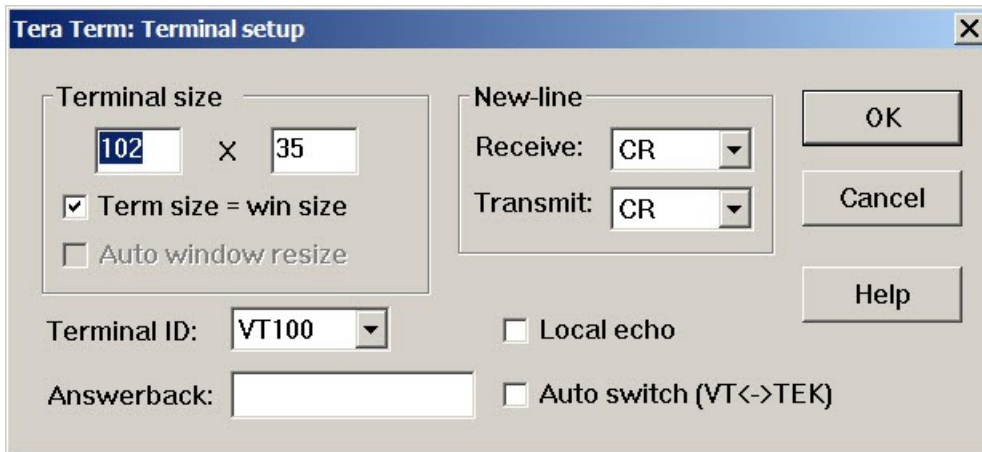 Tera Term: Terminal setup
Terminal size
102 X 35
Term size = win size
Auto window resize
New-line
Receive: CR
Transmit: CR
OK
Cancel
Help
Terminal ID: VT100
Local echo
Answerback:
Auto switch (VT<->TEK)